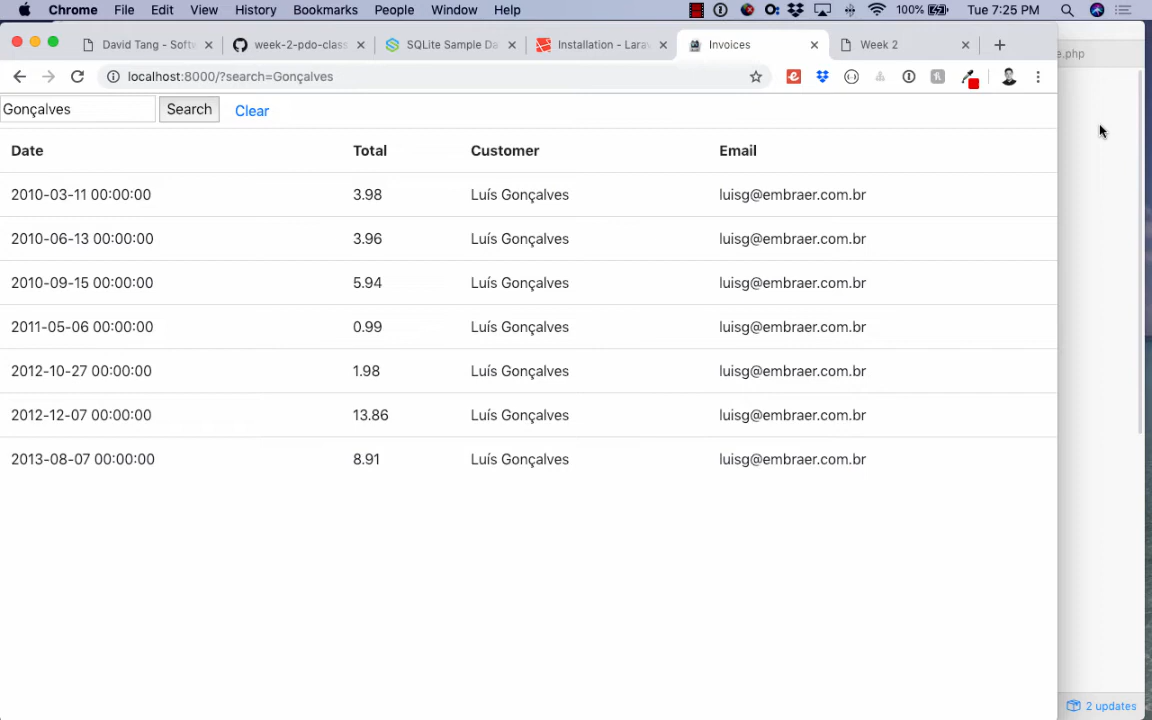 Chrome File Edit View History Bookmarks People Window Help 100% Tue 7:25 PM
David Tang - Softw week-2-pdo-class SQLite Sample Da Installation - Larav Invoices Week 2
e.php
localhost:8000/?search=Gonçalves
Gonçalves Search Clear
Date Total Customer Email
2010-03-11 00:00:00 3.98 Luís Gonçalves luisg@embraer.com.br
2010-06-13 00:00:00 3.96 Luís Gonçalves luisg@embraer.com.br
2010-09-15 00:00:00 5.94 Luís Gonçalves luisg@embraer.com.br
2011-05-06 00:00:00 0.99 Luís Gonçalves luisg@embraer.com.br
2012-10-27 00:00:00 1.98 Luís Gonçalves luisg@embraer.com.br
2012-12-07 00:00:00 13.86 Luís Gonçalves luisg@embraer.com.br
2013-08-07 00:00:00 8.91 Luís Gonçalves luisg@embraer.com.br
2 updates